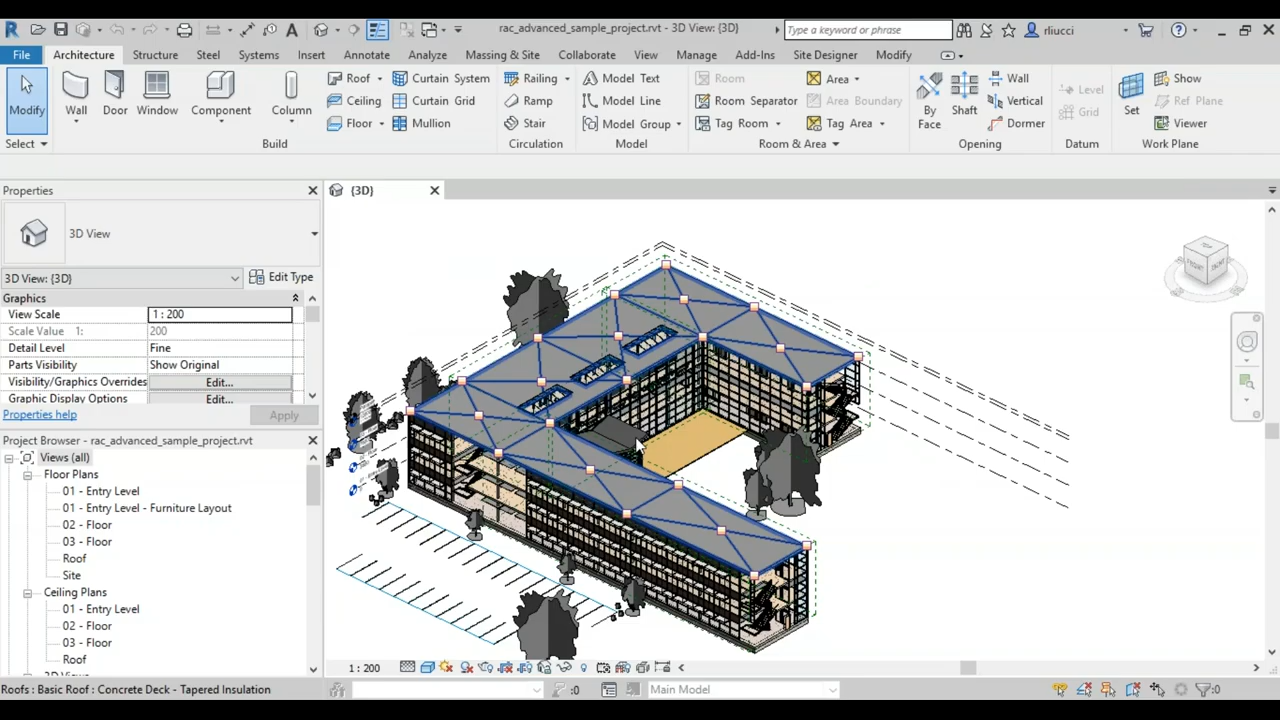 rac_advanced_sample_project.rvt - 3D View: {3D}
Type a keyword or phrase
rliucci
File Architecture Structure Steel Systems Insert Annotate Analyze Massing & Site Collaborate View Manage Add-Ins Site Designer Modify
Modify
Wall
Door
Window
Component
Column
Roof
Ceiling
Floor
Curtain System
Curtain Grid
Mullion
Railing
Ramp
Stair
Model Text
Model Line
Model Group
Room
Room Separator
Tag Room
Area
Area Boundary
Tag Area
By
Face
Shaft
Wall
Vertical
Dormer
Level
Grid
Set
Show
Ref Plane
Viewer
Select Build Circulation Model Room & Area Opening Datum Work Plane
Properties
{3D}
3D View
3D View: {3D}
Edit Type
Graphics
View Scale 1 : 200
Scale Value 1: 200
Detail Level Fine
Parts Visibility Show Original
Visibility/Graphics Overrides Edit...
Graphic Display Options Edit...
Properties help
Apply
Project Browser - rac_advanced_sample_project.rvt
Views (all)
Floor Plans
01 - Entry Level
01 - Entry Level - Furniture Layout
02 - Floor
03 - Floor
Roof
Site
Ceiling Plans
01 - Entry Level
02 - Floor
03 - Floor
Roof
TOP
FRONT
1 : 200
Roofs : Basic Roof : Concrete Deck - Tapered Insulation
:0
Main Model
:0